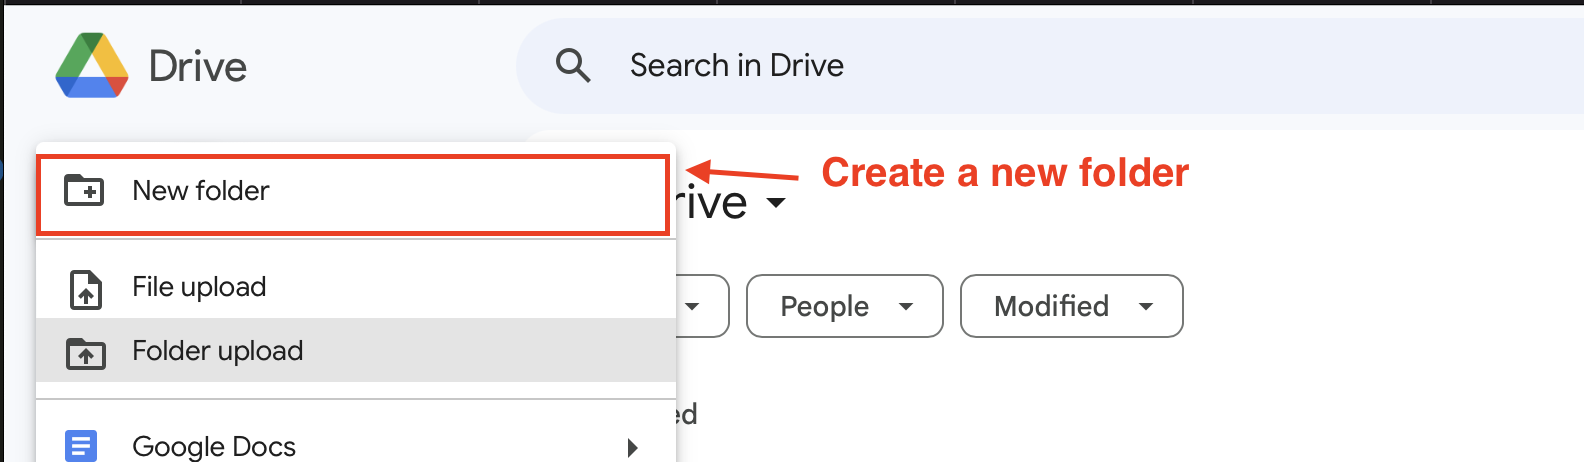 Drive
Search in Drive
New folder
Create a new folder
rive
File upload
People
Modified
Folder upload
ed
Google Docs